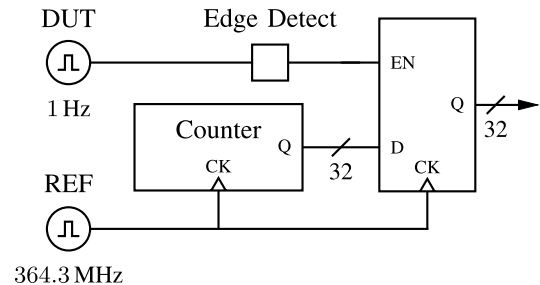 DUT
Edge Detect
1 Hz
EN
Counter
Q
CK
32
D
Q
32
CK
REF
364.3 MHz